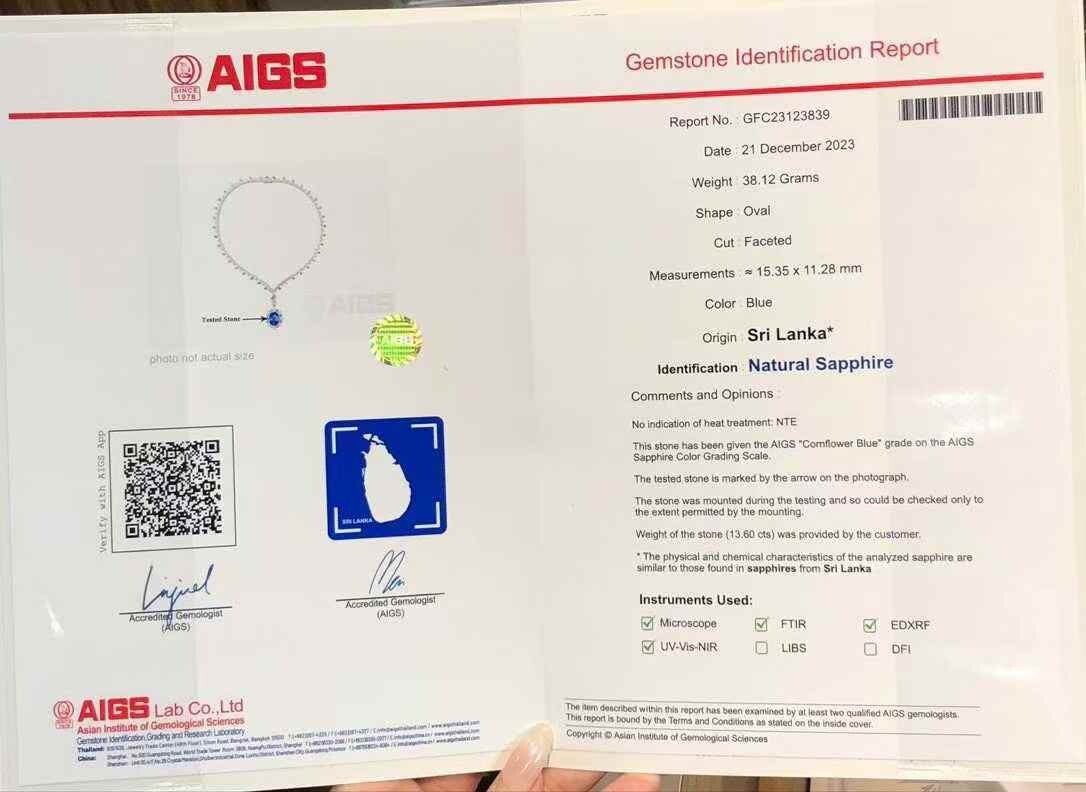 AIGS
SINCE
1978
Tested Stone
AIGS
AIGS
photo not actual size
Verify with AIGS App
SRI LANKA
Accredited Gemologist
(AIGS)
Accredited Gemologist
(AIGS)
AIGS Lab Co.,Ltd
Asian Institute of Gemological Sciences
Gemstone Identification, Grading and Research Laboratory
Thailand:
China:
Gemstone Identification Report
Report No. : GFC23123839
Date : 21 December 2023
Weight : 38.12 Grams
Shape : Oval
Cut : Faceted
Measurements : ≈ 15.35 x 11.28 mm
Color : Blue
Origin : Sri Lanka*
Identification : Natural Sapphire
Comments and Opinions :
No indication of heat treatment: NTE
This stone has been given the AIGS "Cornflower Blue" grade on the AIGS
Sapphire Color Grading Scale.
The tested stone is marked by the arrow on the photograph.
The stone was mounted during the testing and so could be checked only to
the extent permitted by the mounting.
Weight of the stone (13.60 cts) was provided by the customer.
* The physical and chemical characteristics of the analyzed sapphire are
similar to those found in sapphires from Sri Lanka
Instruments Used:
Microscope FTIR EDXRF
UV-Vis-NIR LIBS DFI
The item described within this report has been examined by at least two qualified AIGS gemologists.
This report is bound by the Terms and Conditions as stated on the inside cover.
Copyright © Asian Institute of Gemological Sciences